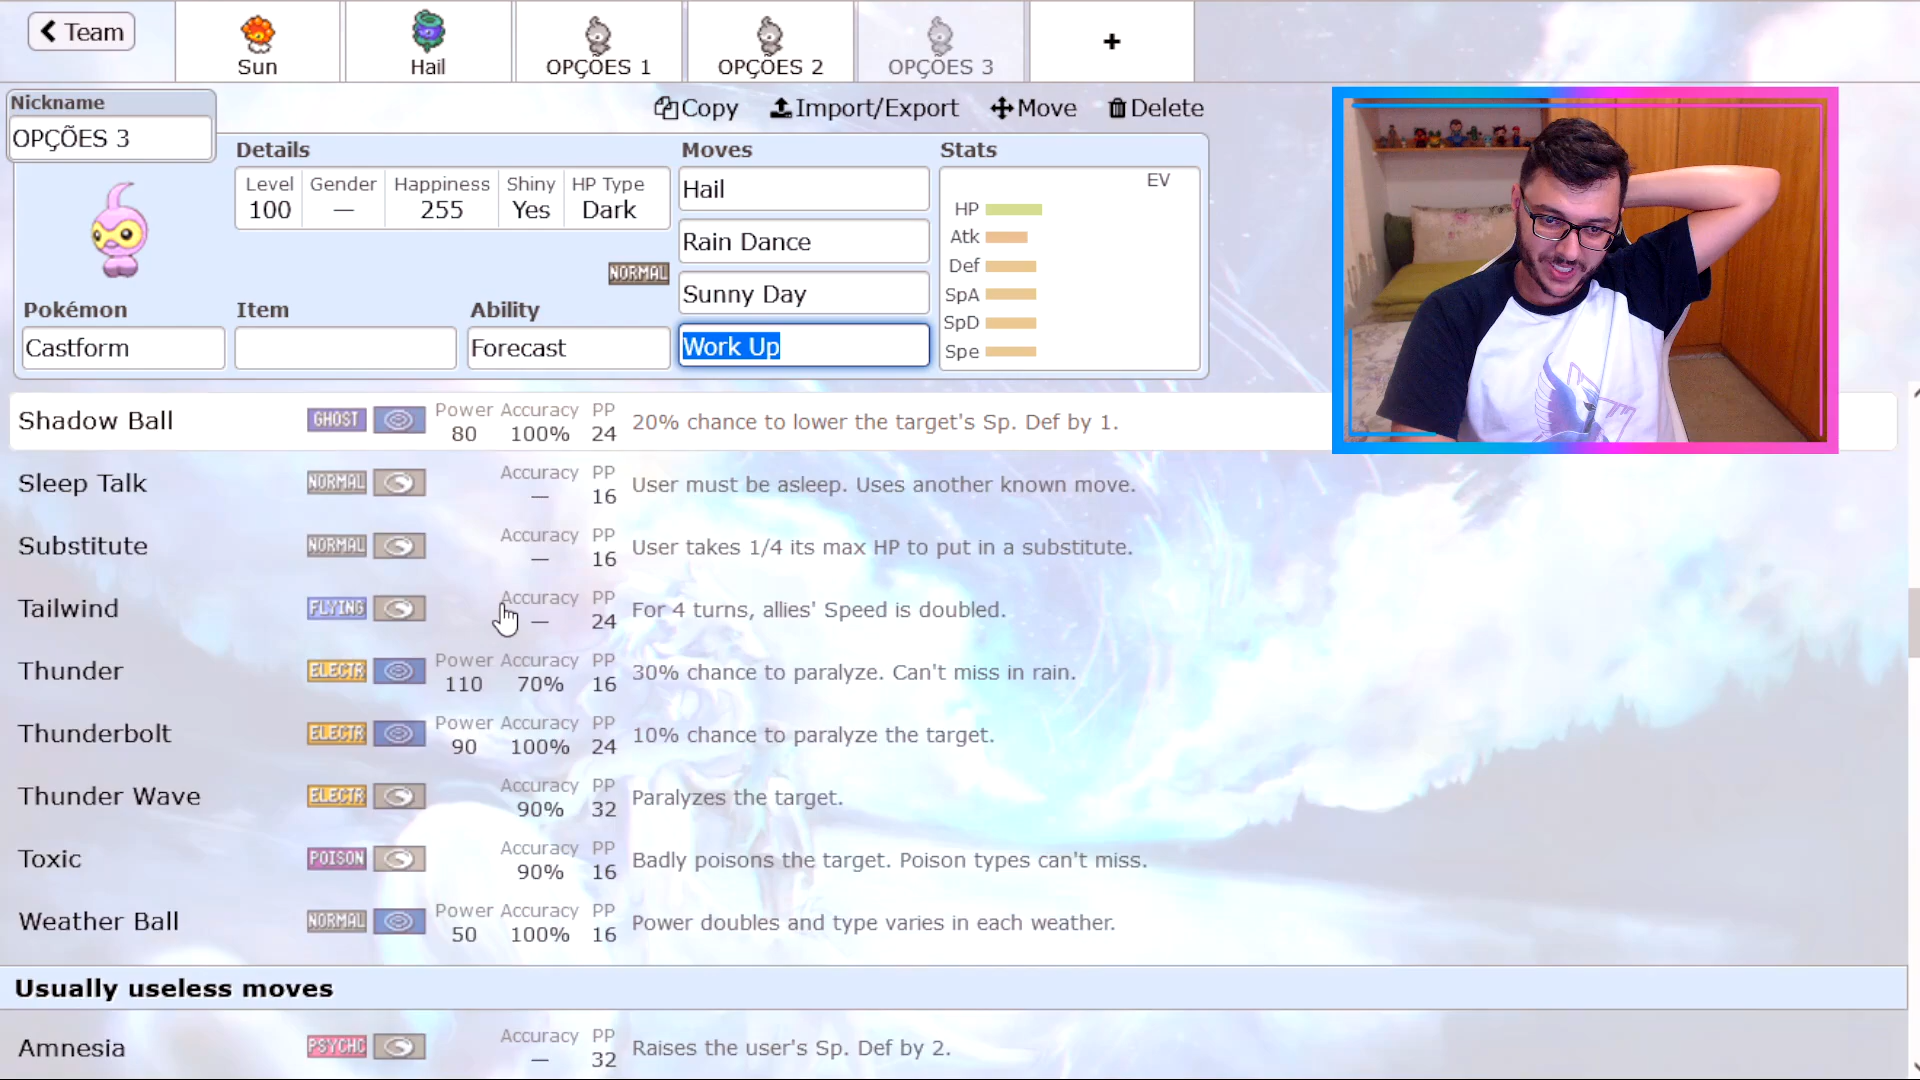 Team
Sun
Hail
OPÇÕES 1
OPÇÕES 2
OPÇÕES 3
+
Nickname
OPÇÕES 3
Copy
Import/Export
Move
Delete
Details
Moves
Stats
Level Gender Happiness Shiny HP Type
100 — 255 Yes Dark
NORMAL
Pokémon
Castform
Item
Ability
Forecast
Hail
Rain Dance
Sunny Day
Work Up
EV
HP
Atk
Def
SpA
SpD
Spe
Shadow Ball GHOST Power 80 Accuracy 100% PP 24 20% chance to lower the target's Sp. Def by 1.
Sleep Talk NORMAL Accuracy — PP 16 User must be asleep. Uses another known move.
Substitute NORMAL Accuracy — PP 16 User takes 1/4 its max HP to put in a substitute.
Tailwind FLYING Accuracy — PP 24 For 4 turns, allies' Speed is doubled.
Thunder ELECTR Power 110 Accuracy 70% PP 16 30% chance to paralyze. Can't miss in rain.
Thunderbolt ELECTR Power 90 Accuracy 100% PP 24 10% chance to paralyze the target.
Thunder Wave ELECTR Accuracy 90% PP 32 Paralyzes the target.
Toxic POISON Accuracy 90% PP 16 Badly poisons the target. Poison types can't miss.
Weather Ball NORMAL Power 50 Accuracy 100% PP 16 Power doubles and type varies in each weather.
Usually useless moves
Amnesia PSYCHC Accuracy — PP 32 Raises the user's Sp. Def by 2.